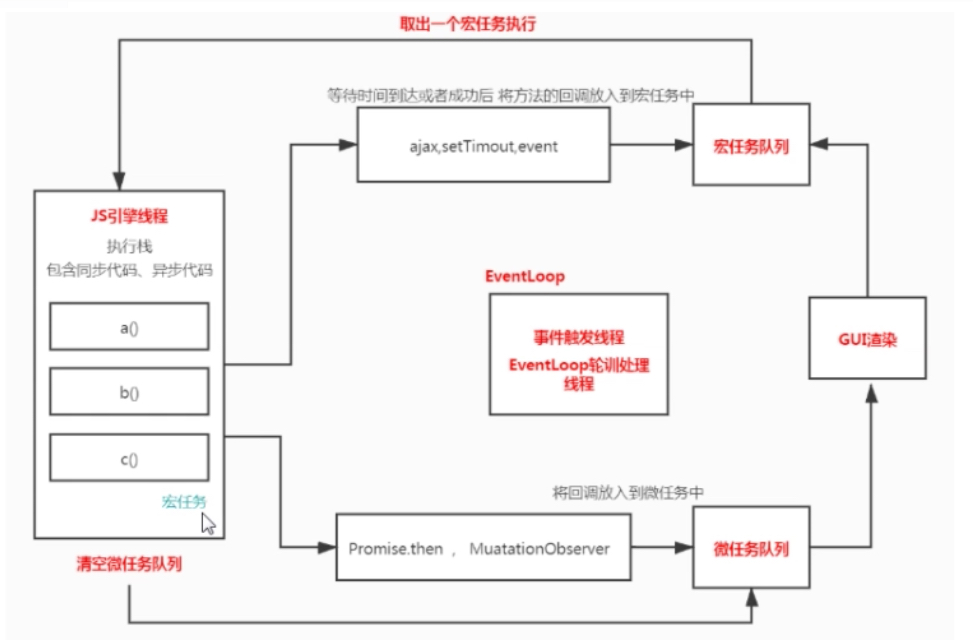 取出一个宏任务执行
等待时间到达或者成功后 将方法的回调放入到宏任务中
ajax,setTimout,event
宏任务队列
JS引擎线程
执行栈
包含同步代码、异步代码
a()
b()
c()
宏任务
清空微任务队列
EventLoop
事件触发线程
EventLoop轮训处理
线程
GUI渲染
将回调放入到微任务中
Promise.then ， MuatationObserver
微任务队列